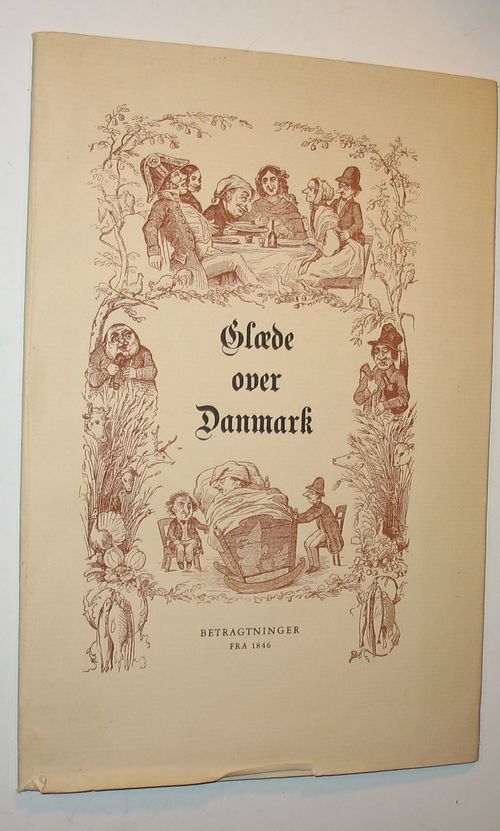 Glæde
over
Danmark
BETRAGTNINGER
FRA 1846